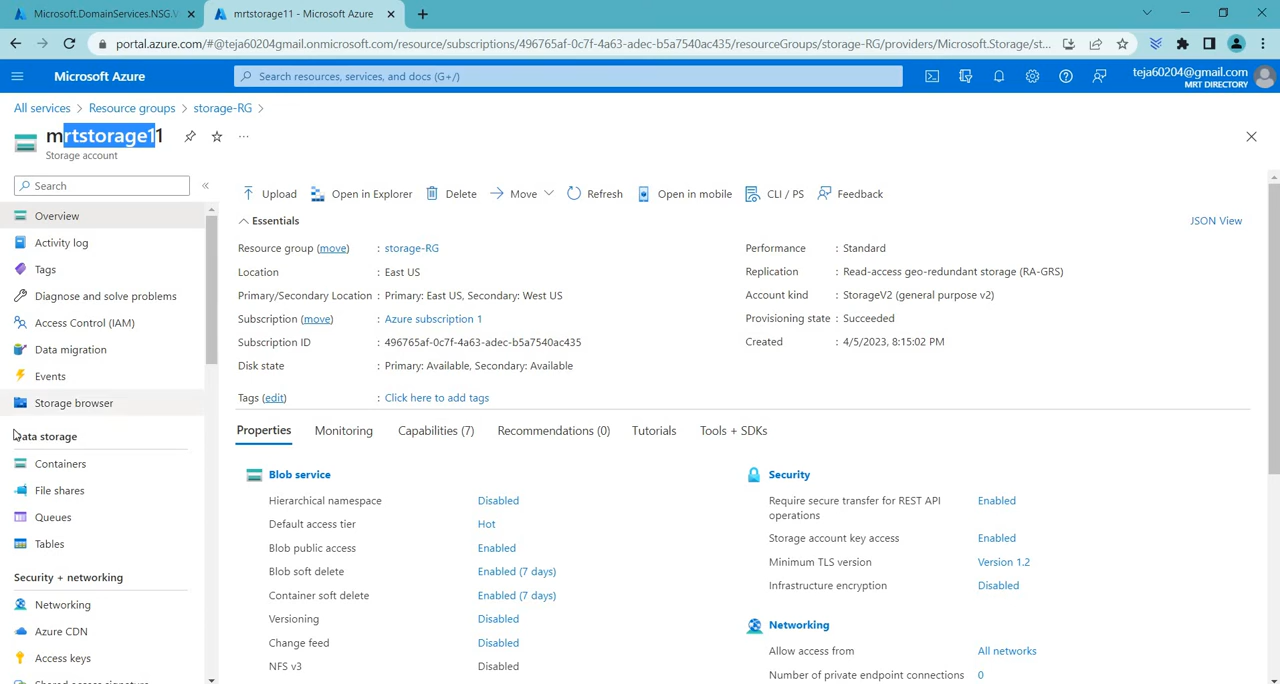 Microsoft.DomainServices.NSG.V
mrtstorage11 - Microsoft Azure
portal.azure.com/#@teja60204gmail.onmicrosoft.com/resource/subscriptions/496765af-0c7f-4a63-adec-b5a7540ac435/resourceGroups/storage-RG/providers/Microsoft.Storage/st...
Microsoft Azure
Search resources, services, and docs (G+/)
teja60204@gmail.com
MRT DIRECTORY
All services > Resource groups > storage-RG >
mrtstorage11
Storage account
Search
Overview
Activity log
Tags
Diagnose and solve problems
Access Control (IAM)
Data migration
Events
Storage browser
Data storage
Containers
File shares
Queues
Tables
Security + networking
Networking
Azure CDN
Access keys
Shared access signature
Upload Open in Explorer Delete Move Refresh Open in mobile CLI / PS Feedback
Essentials
JSON View
Resource group (move) : storage-RG
Location : East US
Primary/Secondary Location : Primary: East US, Secondary: West US
Subscription (move) : Azure subscription 1
Subscription ID : 496765af-0c7f-4a63-adec-b5a7540ac435
Disk state : Primary: Available, Secondary: Available
Performance : Standard
Replication : Read-access geo-redundant storage (RA-GRS)
Account kind : StorageV2 (general purpose v2)
Provisioning state : Succeeded
Created : 4/5/2023, 8:15:02 PM
Tags (edit) : Click here to add tags
Properties Monitoring Capabilities (7) Recommendations (0) Tutorials Tools + SDKs
Blob service
Hierarchical namespace Disabled
Default access tier Hot
Blob public access Enabled
Blob soft delete Enabled (7 days)
Container soft delete Enabled (7 days)
Versioning Disabled
Change feed Disabled
NFS v3 Disabled
Security
Require secure transfer for REST API Enabled
operations
Storage account key access Enabled
Minimum TLS version Version 1.2
Infrastructure encryption Disabled
Networking
Allow access from All networks
Number of private endpoint connections 0